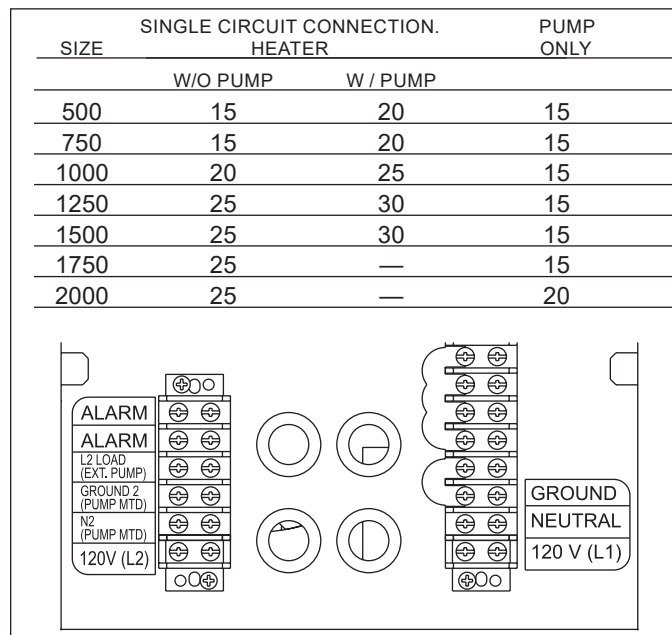 SINGLE CIRCUIT CONNECTION. PUMP
SIZE HEATER ONLY
W/O PUMP W / PUMP
500 15 20 15
750 15 20 15
1000 20 25 15
1250 25 30 15
1500 25 30 15
1750 25 — 15
2000 25 — 20
ALARM
ALARM
L2 LOAD
(EXT. PUMP)
GROUND 2
(PUMP MTD)
N2
(PUMP MTD)
120V (L2)
GROUND
NEUTRAL
120 V (L1)